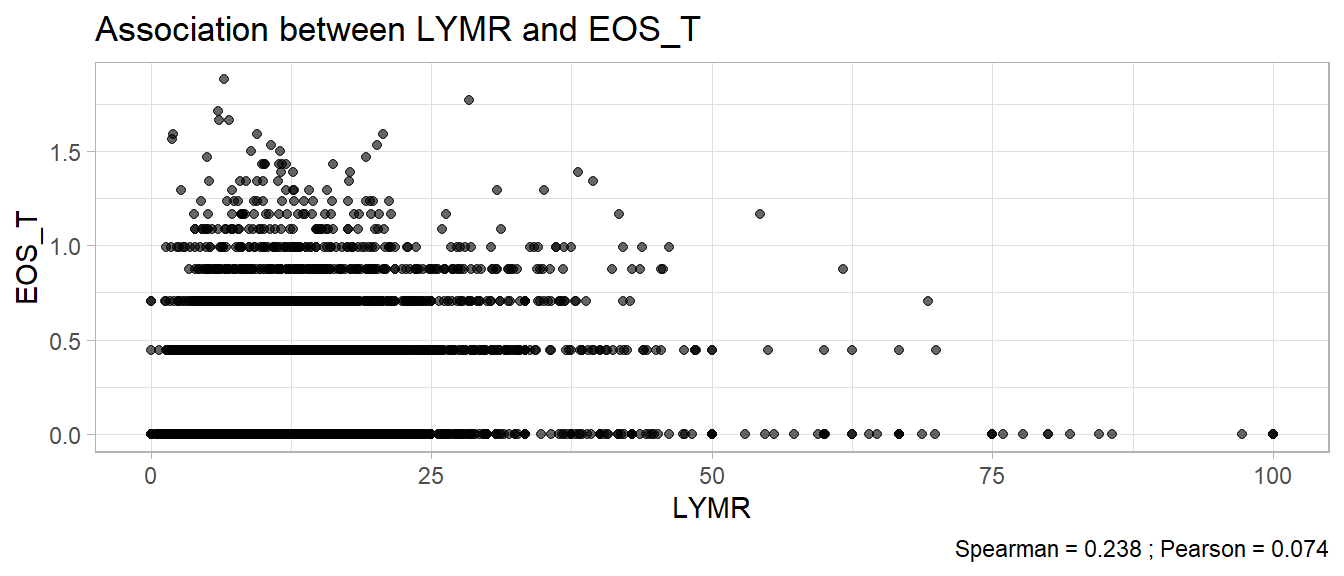 Association between LYMR and EOS_T
EOS_T
1.5
1.0
0.5
0.0
0
25
50
75
100
LYMR
Spearman = 0.238 ; Pearson = 0.074